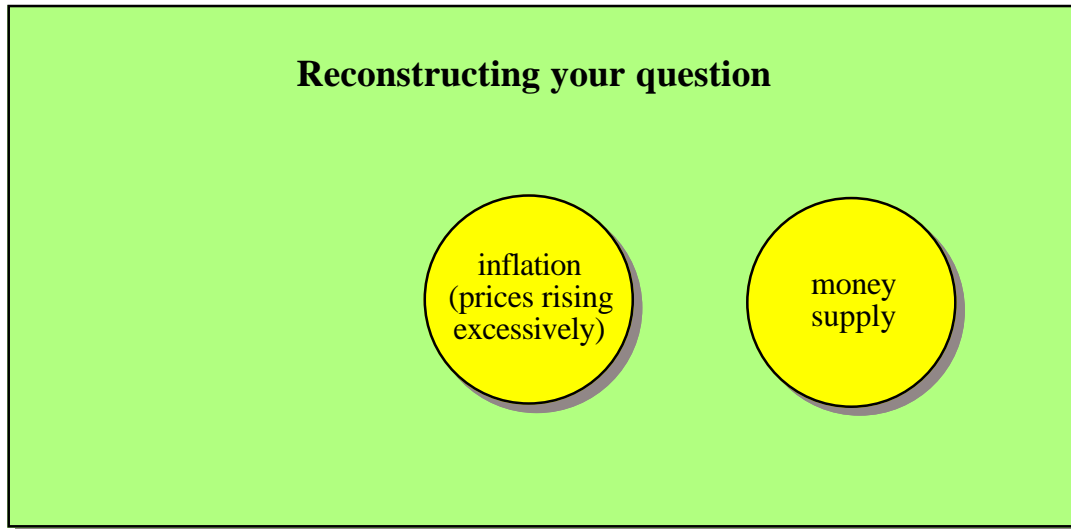 Reconstructing your question
inflation
(prices rising
excessively)
money
supply